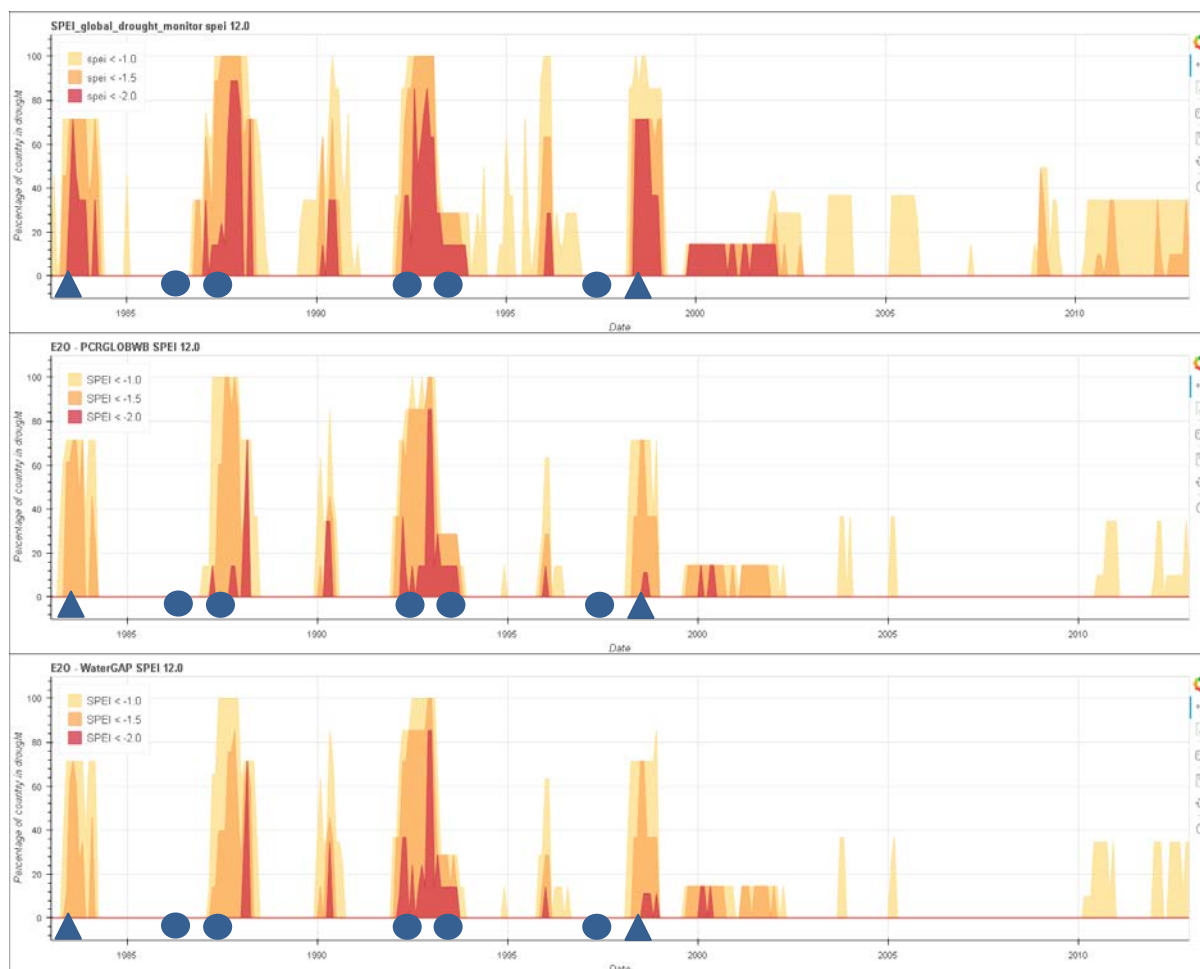 SPEI_global_drought_monitor spei 12.0
spei < -1.0
spei < -1.5
spei < -2.0
Percentage of country in drought
100
80
60
40
20
0
1985 1990 1995 2000 2005 2010
Date
E2O - PCRGLOBWB SPEI 12.0
SPEI < -1.0
SPEI < -1.5
SPEI < -2.0
Percentage of country in drought
100
80
60
40
20
0
1985 1990 1995 2000 2005 2010
Date
E2O - WaterGAP SPEI 12.0
SPEI < -1.0
SPEI < -1.5
SPEI < -2.0
Percentage of country in drought
100
80
60
40
20
0
1985 1990 1995 2000 2005 2010
Date